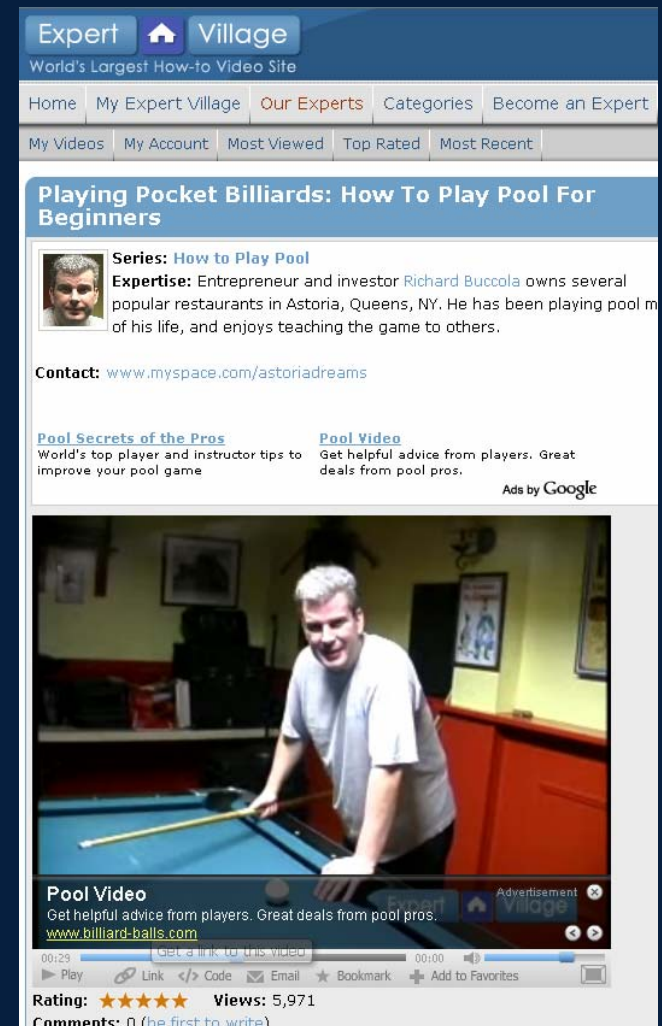 Expert Village
World's Largest How-to Video Site
Home My Expert Village Our Experts Categories Become an Expert
My Videos My Account Most Viewed Top Rated Most Recent
Playing Pocket Billiards: How To Play Pool For
Beginners
Series: How to Play Pool
Expertise: Entrepreneur and investor Richard Buccola owns several
popular restaurants in Astoria, Queens, NY. He has been playing pool m
of his life, and enjoys teaching the game to others.
Contact: www.myspace.com/astoriadreams
Pool Secrets of the Pros
World's top player and instructor tips to
improve your pool game
Pool Video
Get helpful advice from players. Great
deals from pool pros.
Ads by Google
Pool Video
Advertisement
Get helpful advice from players. Great deals from pool pros.
Expert Village
www.billiard-balls.com
Get a link to this video
00:29 00:00
Play Link </> Code Email Bookmark Add to Favorites
Rating: Views: 5,971
Comments: 0 (be first to write)